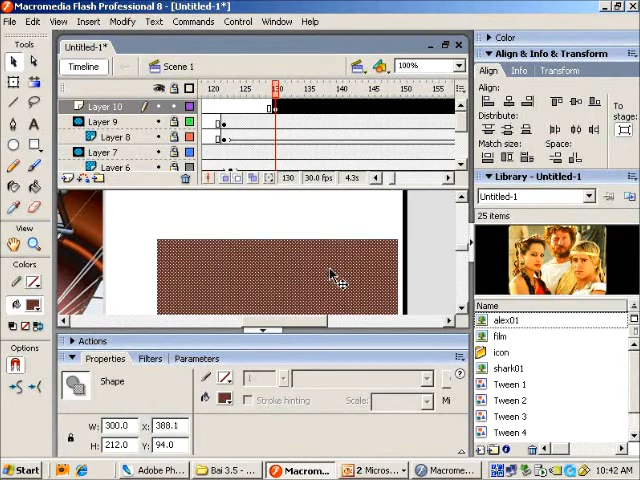 Macromedia Flash Professional 8 - [Untitled-1*]
File Edit View Insert Modify Text Commands Control Window Help
Tools
View
Colors
Options
Untitled-1*
Timeline
Scene 1
100%
120 125 130 135 140 145 150 155
Layer 10
Layer 9
Layer 8
Layer 7
Layer 6
130 30.0 fps 4.3s
Actions
Properties Filters Parameters
Shape
W: 300.0 X: 388.1
H: 212.0 Y: 94.0
1
Stroke hinting
Scale:
Mi
Color
Align & Info & Transform
Align Info Transform
Align:
Distribute:
Match size: Space:
To stage:
Library - Untitled-1
Untitled-1
25 items
Name
alex01
film
icon
shark01
Tween 1
Tween 2
Tween 3
Tween 4
Start
Adobe Ph...
Bai 3.5 - ...
Macrom...
2 Micros...
Macrome...
10:42 AM